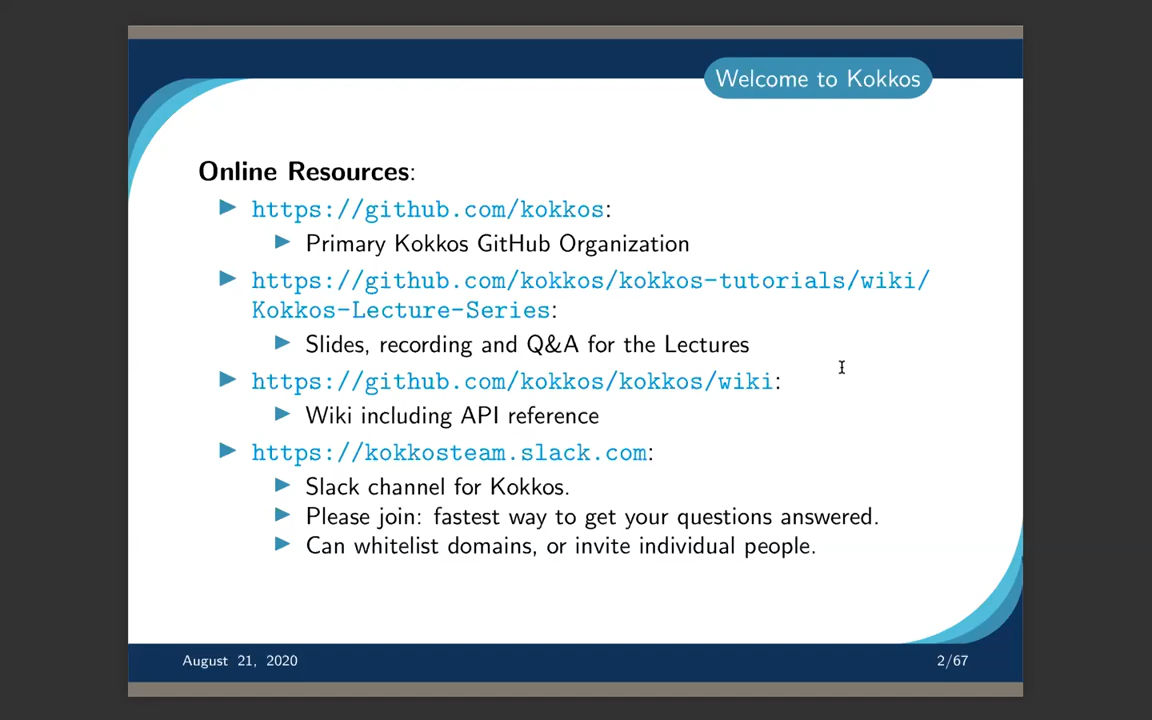 Welcome to Kokkos
Online Resources:
https://github.com/kokkos:
Primary Kokkos GitHub Organization
https://github.com/kokkos/kokkos-tutorials/wiki/
Kokkos-Lecture-Series:
Slides, recording and Q&A for the Lectures
https://github.com/kokkos/kokkos/wiki:
Wiki including API reference
https://kokkosteam.slack.com:
Slack channel for Kokkos.
Please join: fastest way to get your questions answered.
Can whitelist domains, or invite individual people.
August 21, 2020
2/67